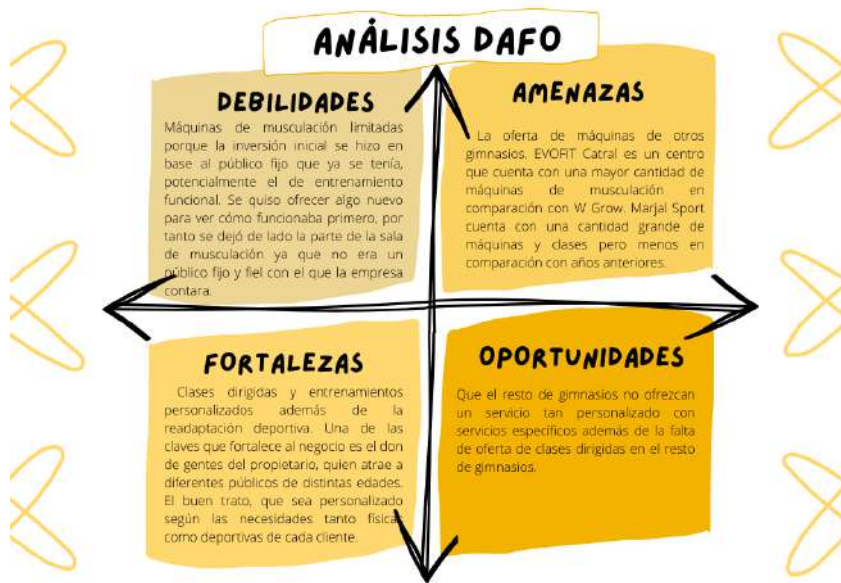 ANÁLISIS DAFO
DEBILIDADES
Máquinas de musculación limitadas
porque la inversión inicial se hizo en
base al público fijo que ya se tenía,
potencialmente el de entrenamiento
funcional. Se quiso ofrecer algo
nuevo para ver cómo funcionaba primero, por
tanto se dejó de lado la parte de la sala
de musculación ya que no era un
público fijo y fiel con el que la empresa
contara.
AMENAZAS
La oferta de máquinas de otros
gimnasios. EVOFIT Catral es un centro
que cuenta con una mayor cantidad de
máquinas de musculación en
comparación con W Grow. Marjal Sport
cuenta con una cantidad grande de
máquinas y clases pero menos en
comparación con años anteriores.
FORTALEZAS
Clases dirigidas y entrenamientos
personalizados además de la
readaptación deportiva. Una de las
claves que fortalece al negocio es el don
de gentes del propietario, quien atrae a
diferentes públicos de distintas edades.
El buen trato, que sea personalizado
según las necesidades tanto físicas
como deportivas de cada cliente.
OPORTUNIDADES
Que el resto de gimnasios no ofrezcan
un servicio tan personalizado con
servicios específicos además de la falta
de oferta de clases dirigidas en el resto
de gimnasios.